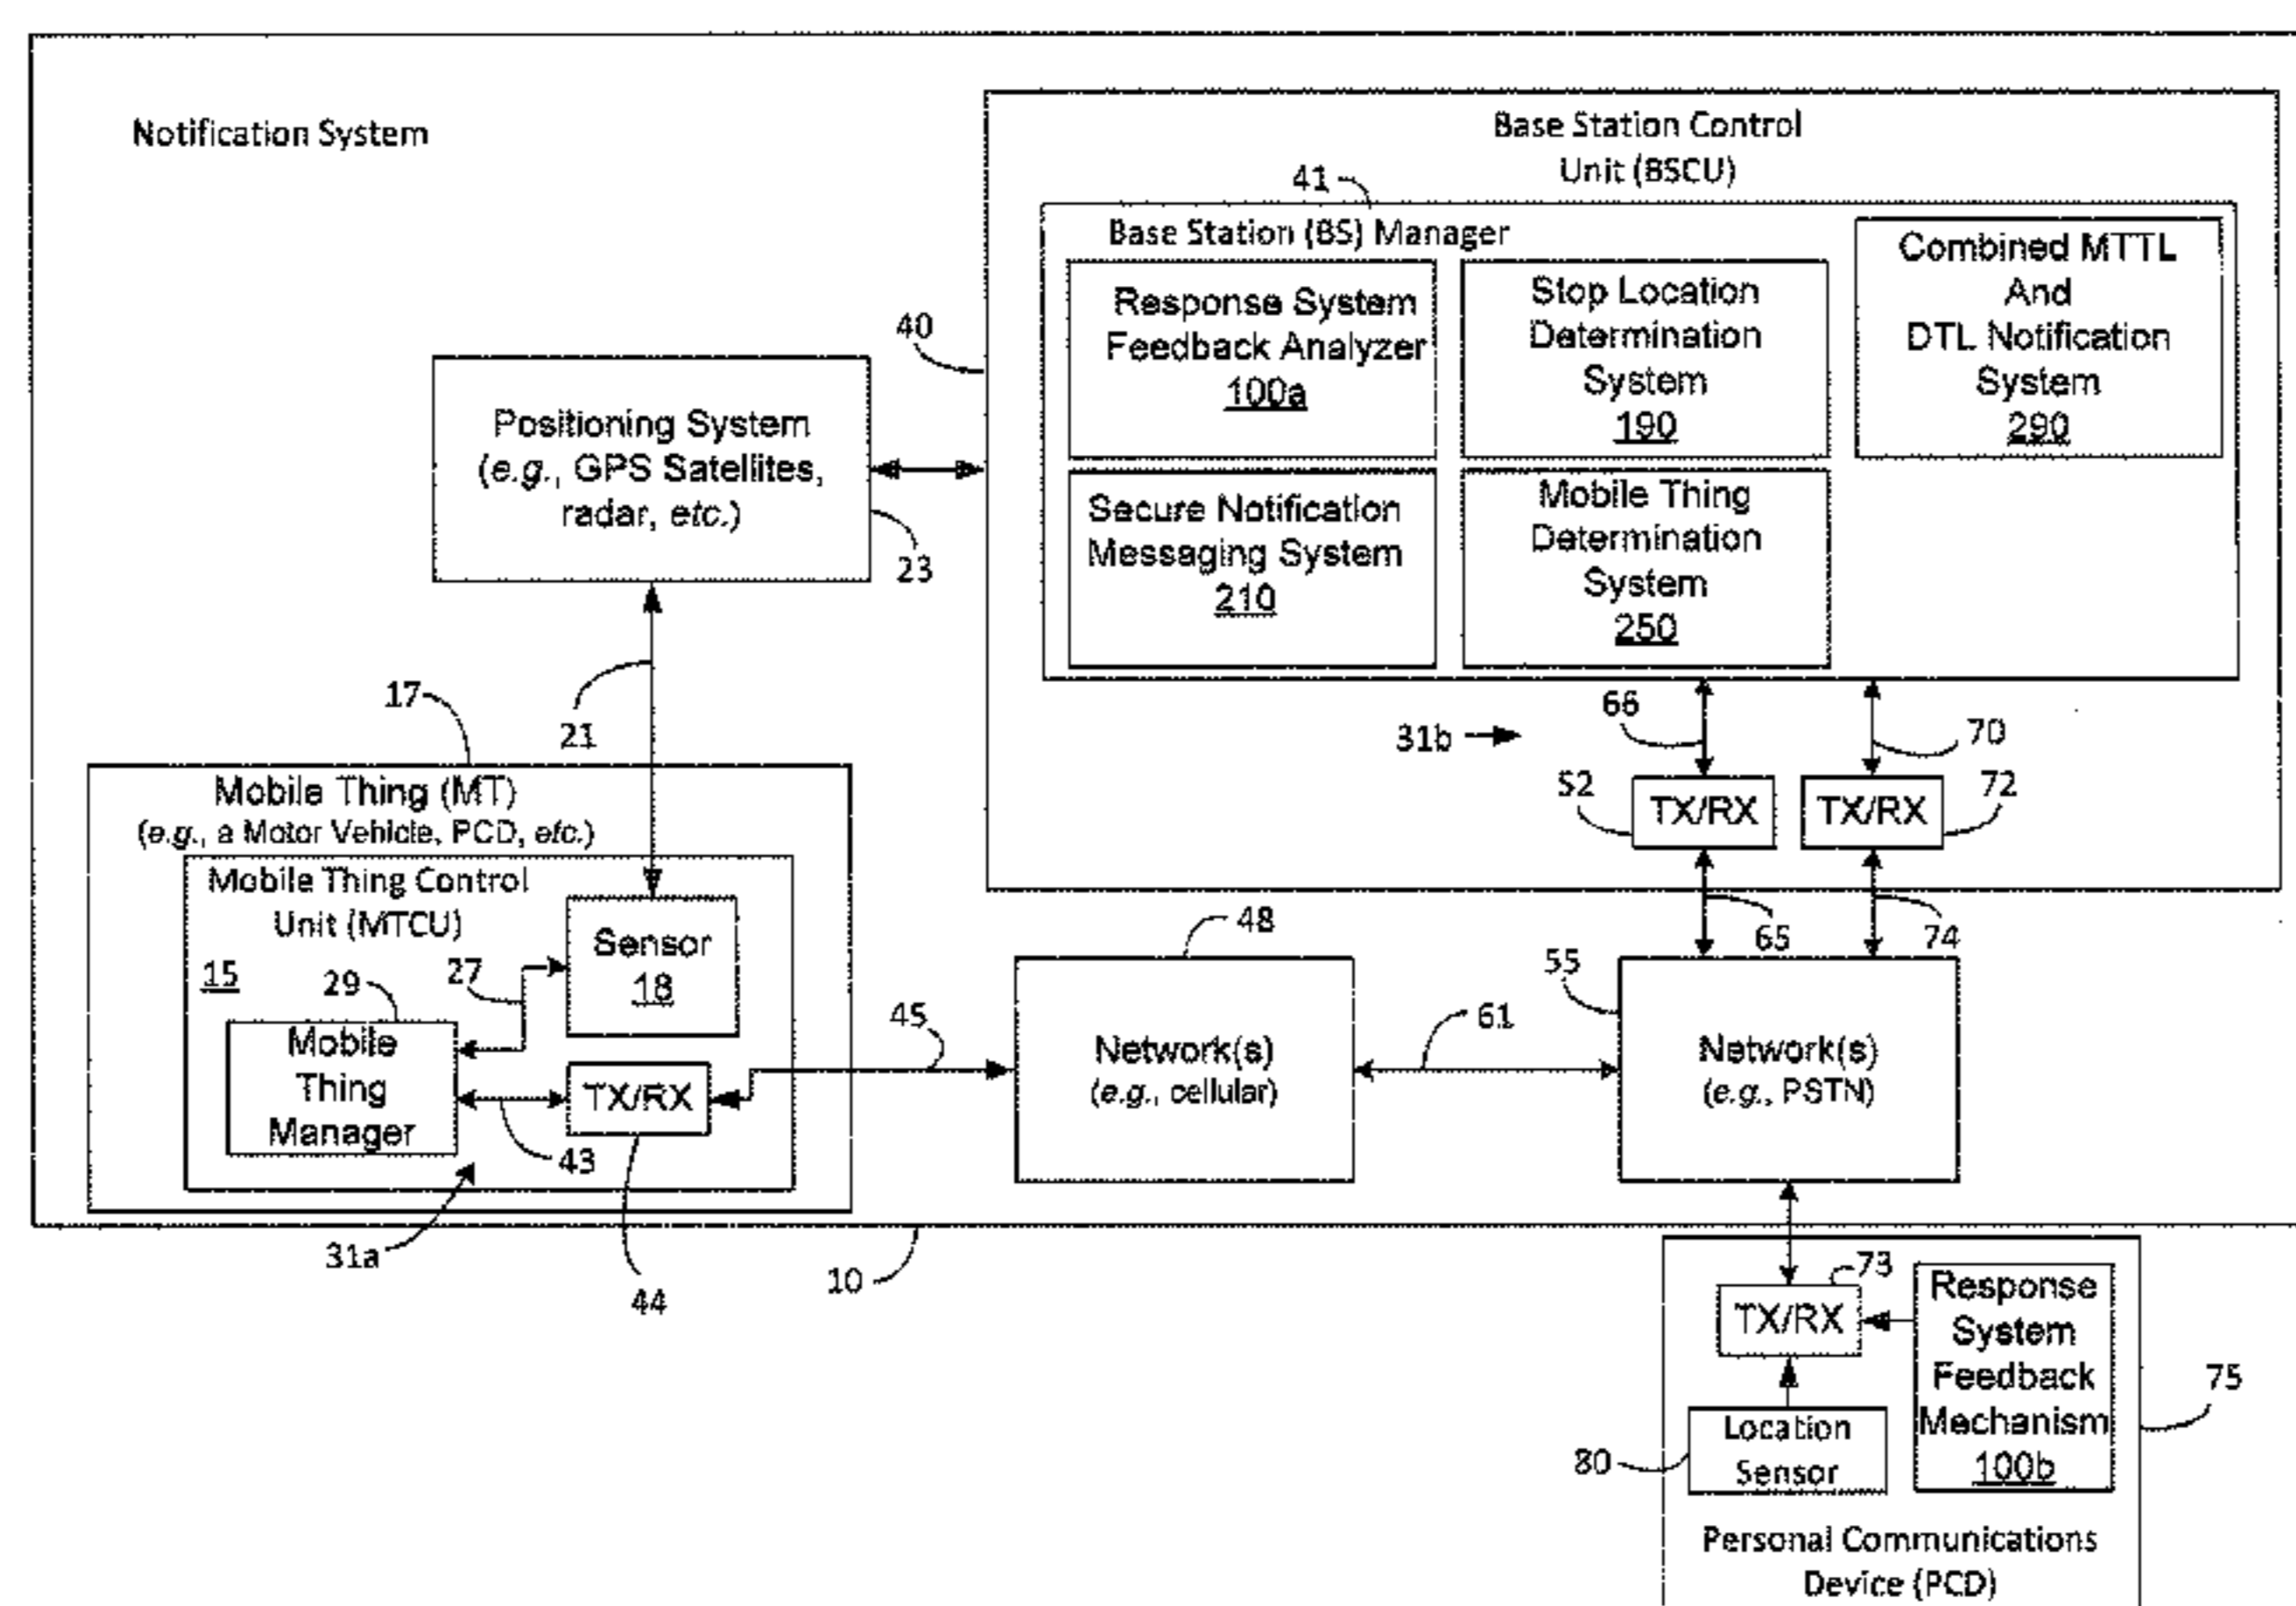 Notification System
Base Station Control
Unit (BSCU)
41
Base Station (BS) Manager
Response System
Feedback Analyzer
100a
Stop Location
Determination
System
190
Combined MTTL
And
DTL Notification
System
290
Secure Notification
Messaging System
210
Mobile Thing
Determination
System
250
40
Positioning System
(e.g., GPS Satellites,
radar, etc.)
23
21
17
66
31b
70
52
TX/RX
TX/RX
72
65
74
Mobile Thing (MT)
(e.g., a Motor Vehicle, PCD, etc.)
Mobile Thing Control
Unit (MTCU)
15
29
27
Sensor
18
Mobile
Thing
Manager
TX/RX
43
31a
44
45
48
Network(s)
(e.g., cellular)
61
55
Network(s)
(e.g., PSTN)
10
73
TX/RX
Response
System
Feedback
Mechanism
100b
75
80
Location
Sensor
Personal Communications
Device (PCD)